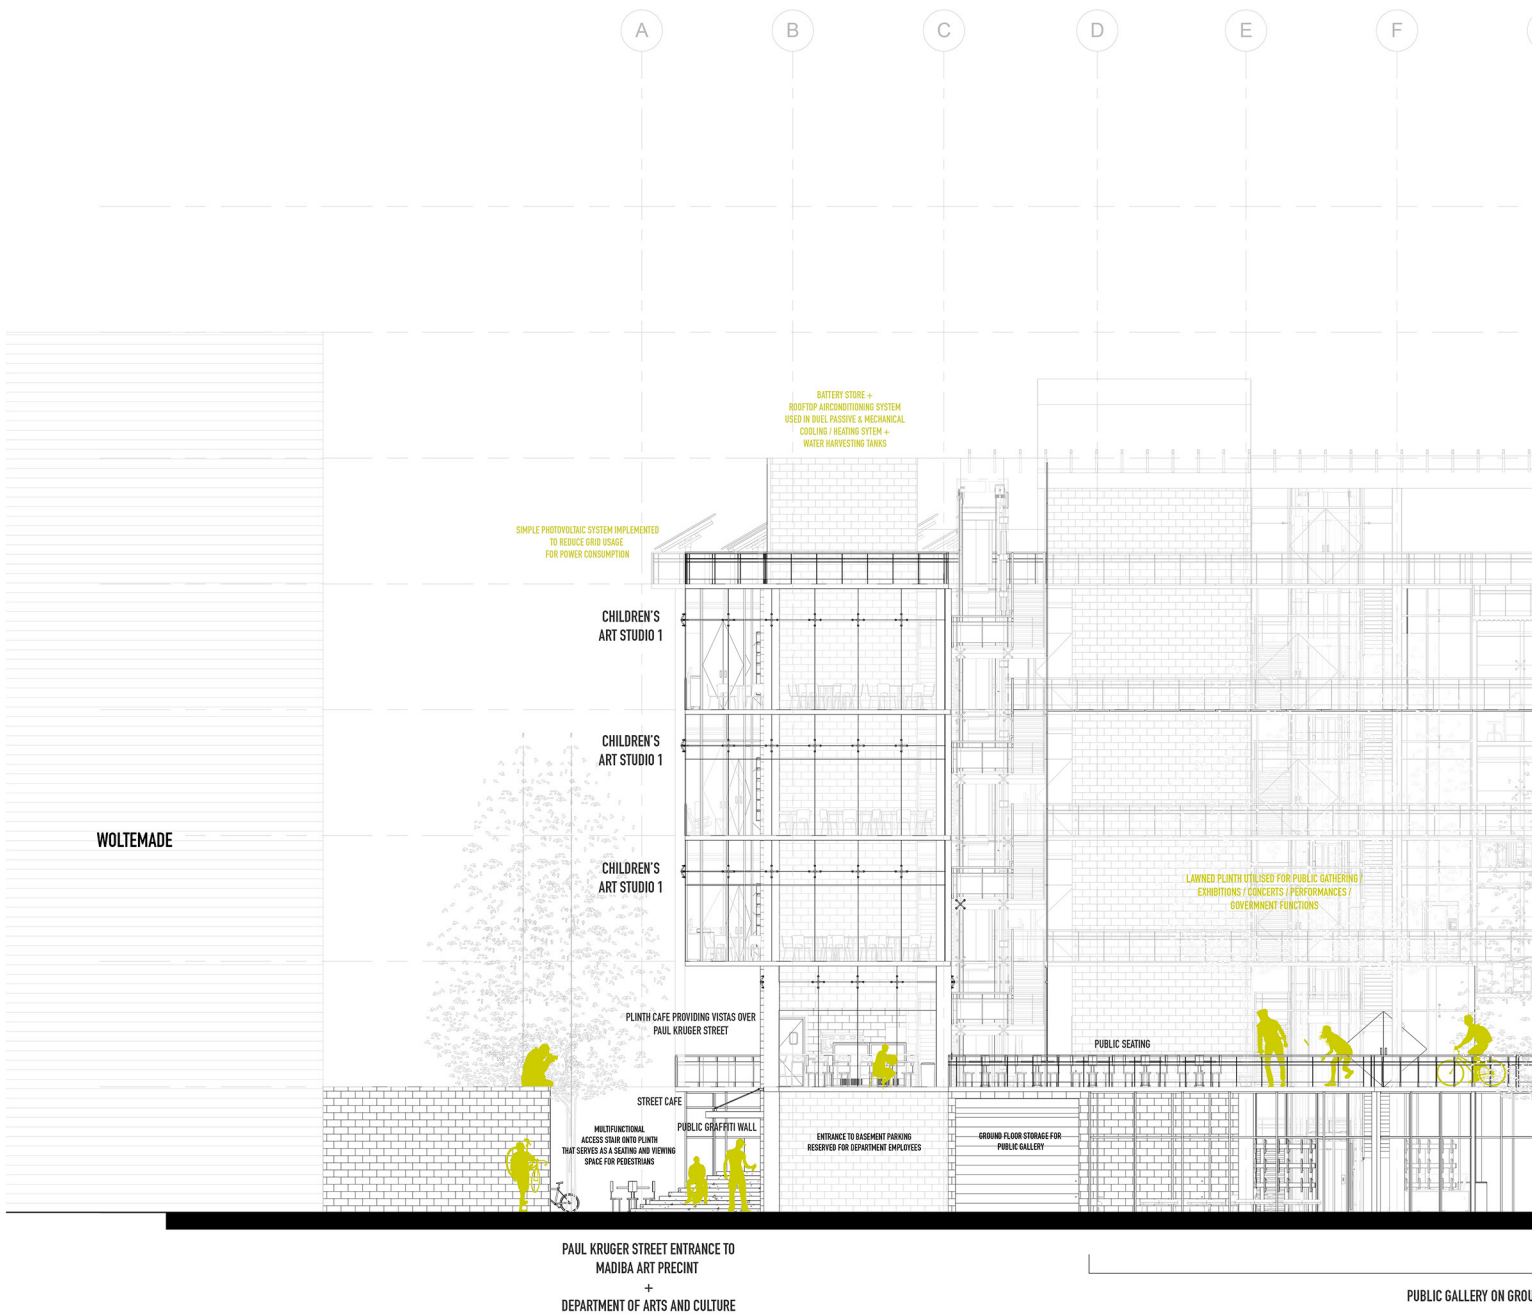 A B C D E F
BATTERY STORE +
ROOFTOP AIRCONDITIONING SYSTEM
USED IN DUEL PASSIVE & MECHANICAL
COOLING / HEATING SYTEM +
WATER HARVESTING TANKS
SIMPLE PHOTOVOLTAIC SYSTEM IMPLEMENTED
TO REDUCE GRID USAGE
FOR POWER CONSUMPTION
CHILDREN'S
ART STUDIO 1
CHILDREN'S
ART STUDIO 1
WOLTEMADE
CHILDREN'S
ART STUDIO 1
LAWNED PLINTH UTILISED FOR PUBLIC GATHERING /
EXHIBITIONS / CONCERTS / PERFORMANCES /
GOVERMNENT FUNCTIONS
PLINTH CAFE PROVIDING VISTAS OVER
PAUL KRUGER STREET
PUBLIC SEATING
STREET CAFE
PUBLIC GRAFFITI WALL
MULTIFUNCTIONAL
ACCESS STAIR ONTO PLINTH
THAT SERVES AS A SEATING AND VIEWING
SPACE FOR PEDESTRIANS
ENTRANCE TO BASEMENT PARKING
RESERVED FOR DEPARTMENT EMPLOYEES
GROUND FLOOR STORAGE FOR
PUBLIC GALLERY
PAUL KRUGER STREET ENTRANCE TO
MADIBA ART PRECINT
+
DEPARTMENT OF ARTS AND CULTURE
PUBLIC GALLERY ON GROU